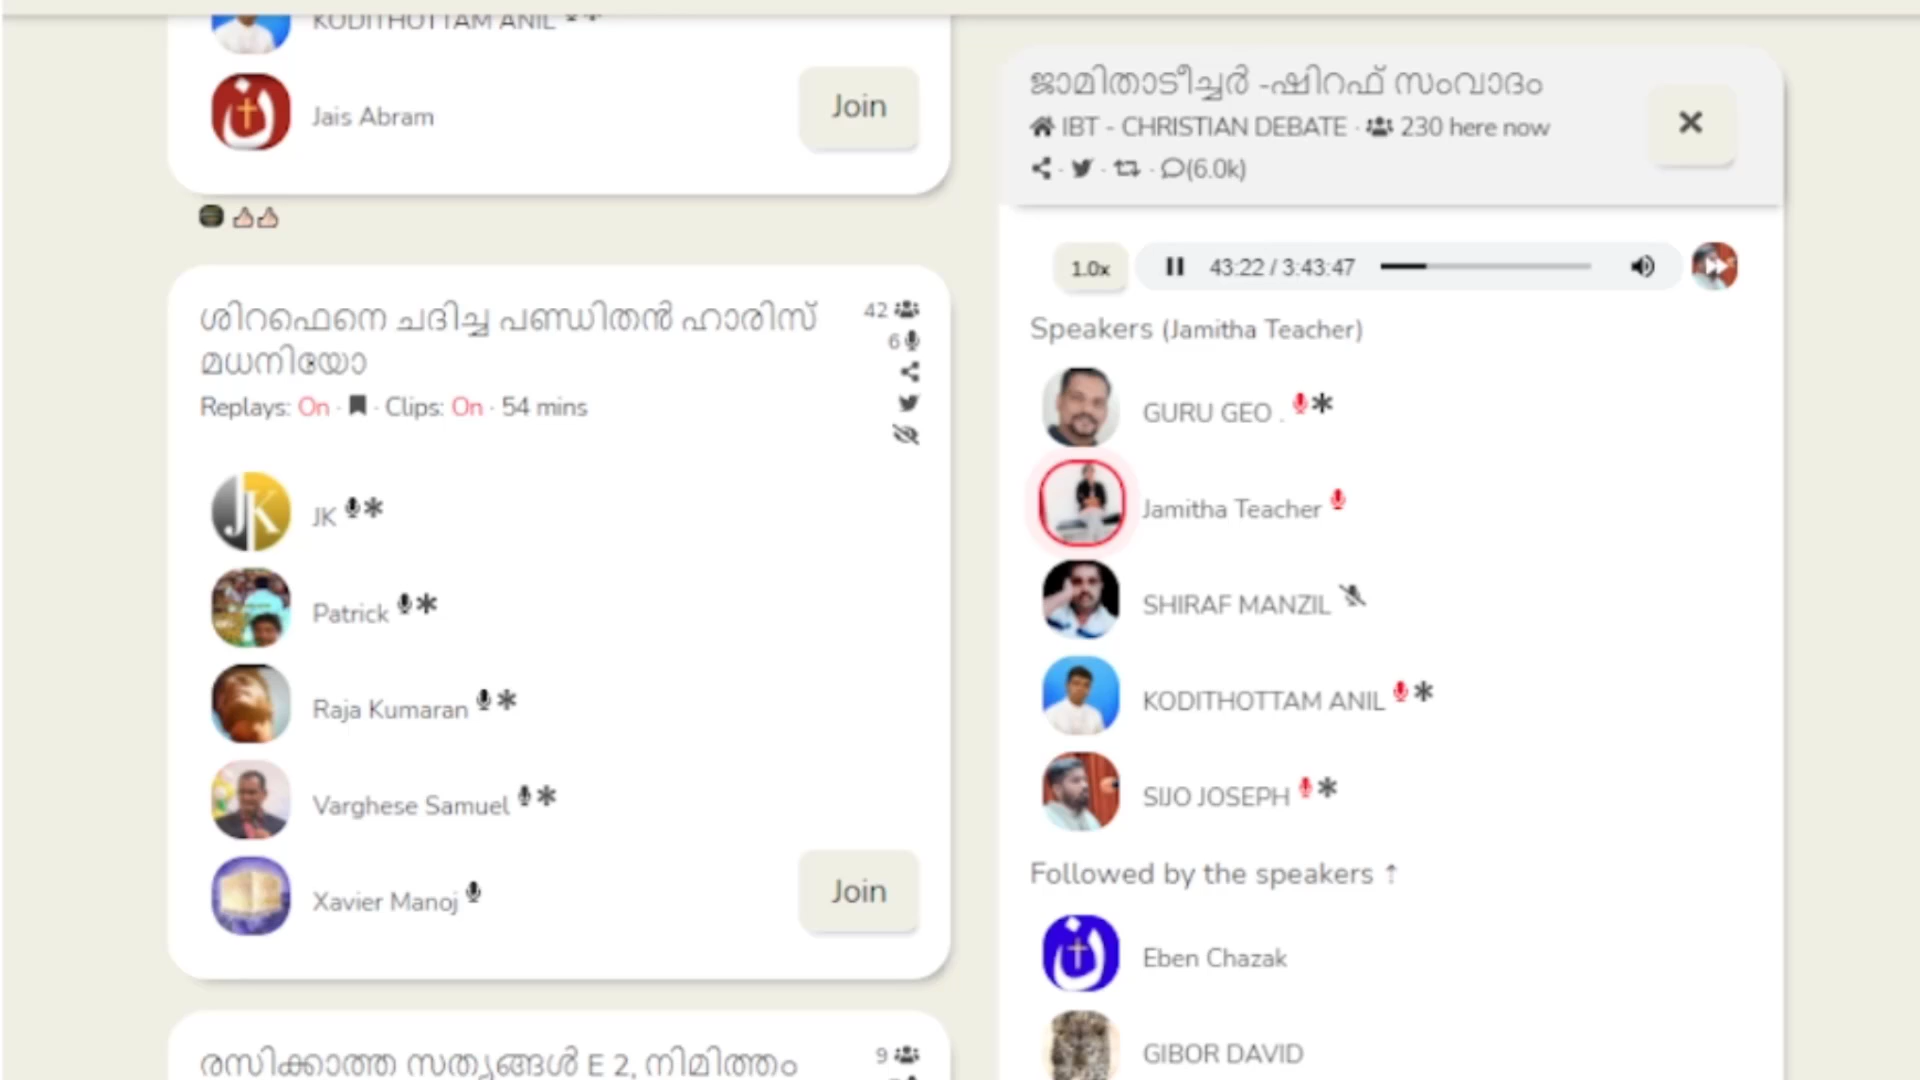 KODITHOTTAM ANIL
Jais Abram
Join
ശിറഫെനെ ചദിച്ച പണ്ഡിതൻ ഹാരിസ്
മധനിയോ
42
6
Replays: On · Clips: On · 54 mins
JK
Patrick
Raja Kumaran
Varghese Samuel
Xavier Manoj
Join
രസിക്കാത്ത സത്യങ്ങൾ E 2, നിമിത്തം
9
ജാമിതാടീച്ചർ -ഷിറഫ് സംവാദം
IBT - CHRISTIAN DEBATE · 230 here now
(6.0k)
1.0x
43:22 / 3:43:47
Speakers (Jamitha Teacher)
GURU GEO .
Jamitha Teacher
SHIRAF MANZIL
KODITHOTTAM ANIL
SIJO JOSEPH
Followed by the speakers ↑
Eben Chazak
GIBOR DAVID